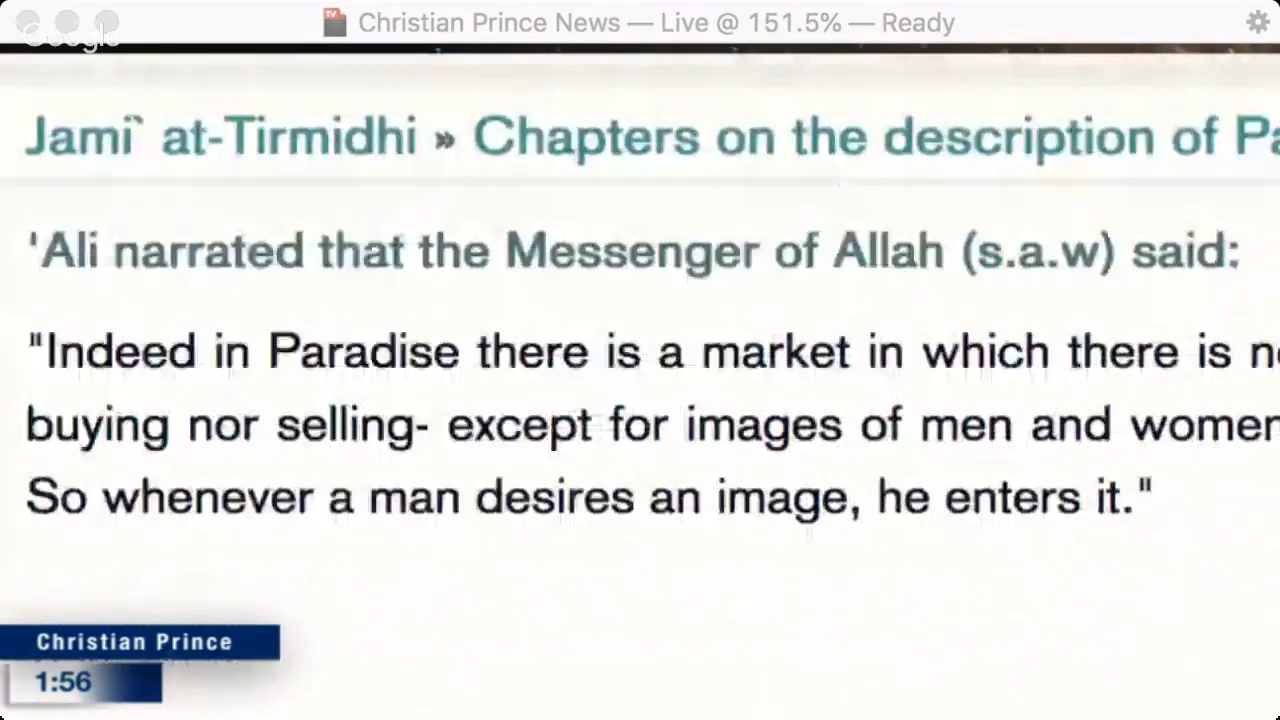 Christian Prince News — Live @ 151.5% — Ready
Google
Jami` at-Tirmidhi » Chapters on the description of
'Ali narrated that the Messenger of Allah (s.a.w) said:
"Indeed in Paradise there is a market in which there is
buying nor selling- except for images of men and women
So whenever a man desires an image, he enters it."
Christian Prince
1:56